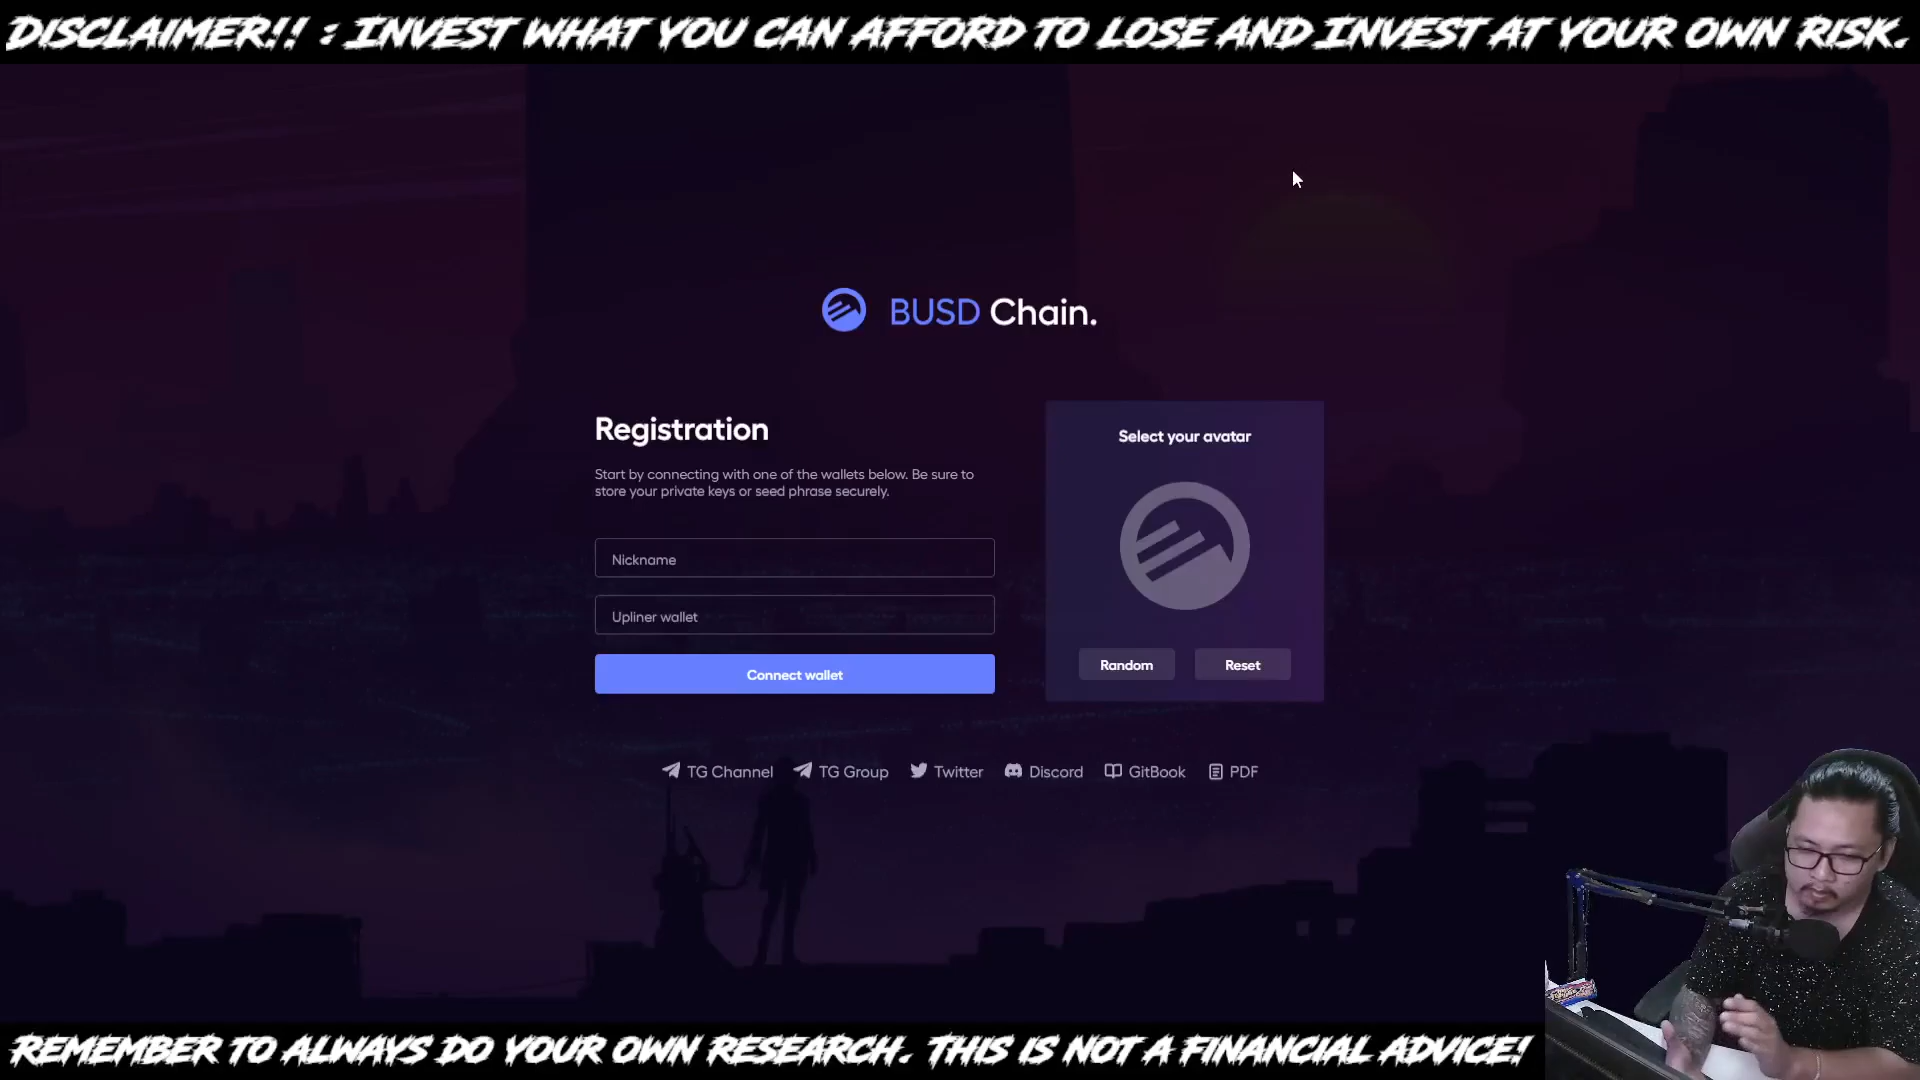 DISCLAIMER!! : INVEST WHAT YOU CAN AFFORD TO LOSE AND INVEST AT YOUR OWN RISK.
BUSD Chain.
Registration
Start by connecting with one of the wallets below. Be sure to
store your private keys or seed phrase securely.
Nickname
Upliner wallet
Connect wallet
Select your avatar
Random Reset
TG Channel TG Group Twitter Discord GitBook PDF
REMEMBER TO ALWAYS DO YOUR OWN RESEARCH. THIS IS NOT A FINANCIAL ADVICE!